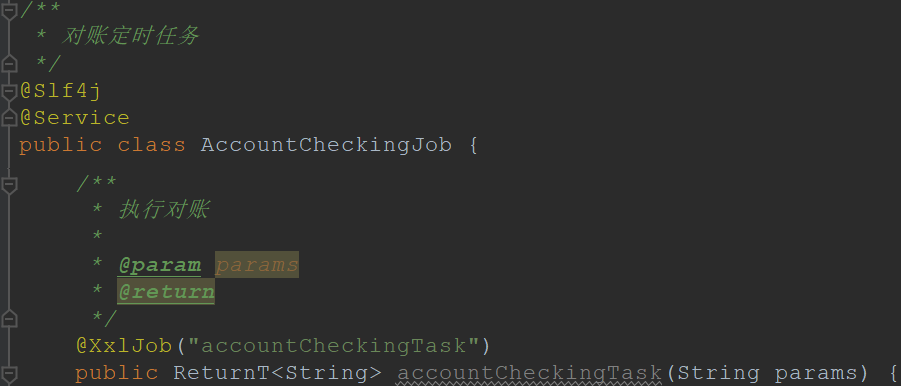 /**
 * 对账定时任务
 */
@Slf4j
@Service
public class AccountCheckingJob {
/**
 * 执行对账
 *
 * @param params
 * @return
 */
@XxlJob("accountCheckingTask")
public ReturnT<String> accountCheckingTask(String params) {